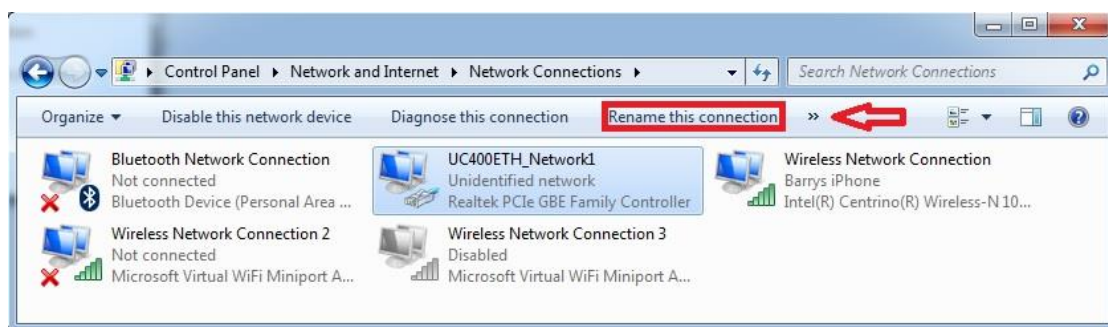 Control Panel Network and Internet Network Connections Search Network Connections
Organize Disable this network device Diagnose this connection Rename this connection »
Bluetooth Network Connection
Not connected
Bluetooth Device (Personal Area ...
UC400ETH_Network1
Unidentified network
Realtek PCIe GBE Family Controller
Wireless Network Connection
Barrys iPhone
Intel(R) Centrino(R) Wireless-N 10...
Wireless Network Connection 2
Not connected
Microsoft Virtual WiFi Miniport A...
Wireless Network Connection 3
Disabled
Microsoft Virtual WiFi Miniport A...